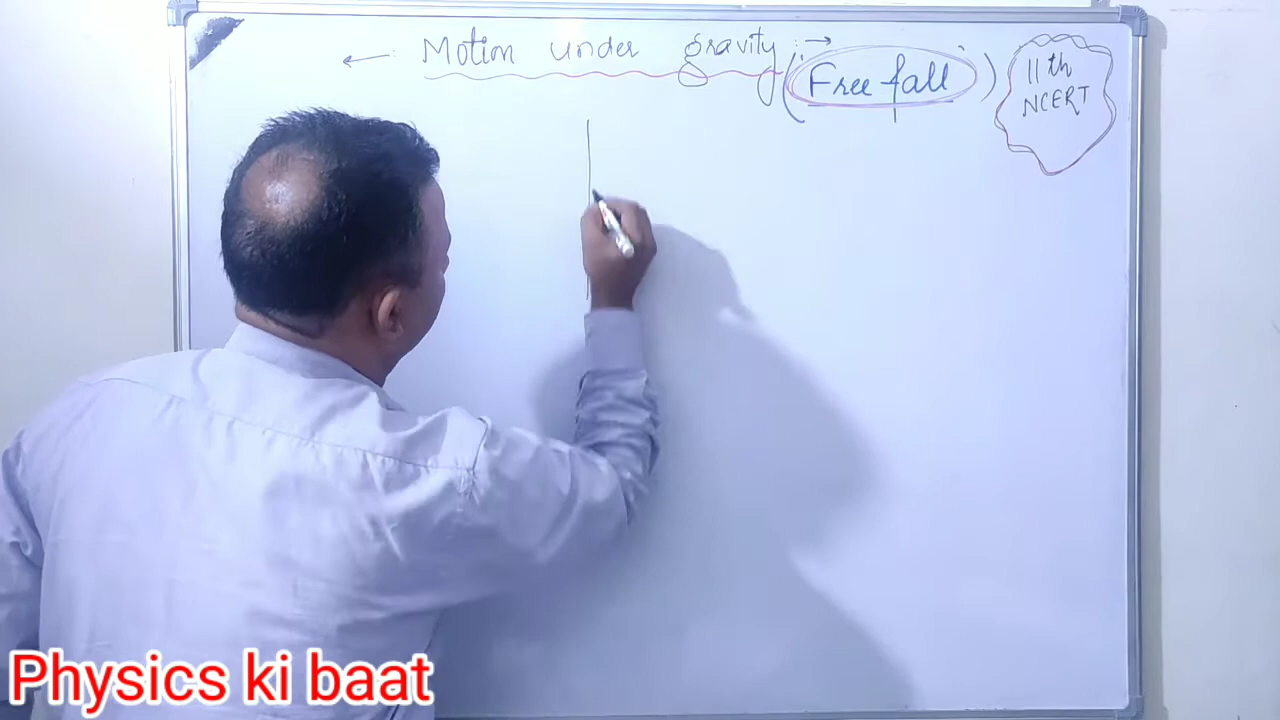 ← : Motion under gravity : →
(Free fall)
11th
NCERT
Physics ki baat